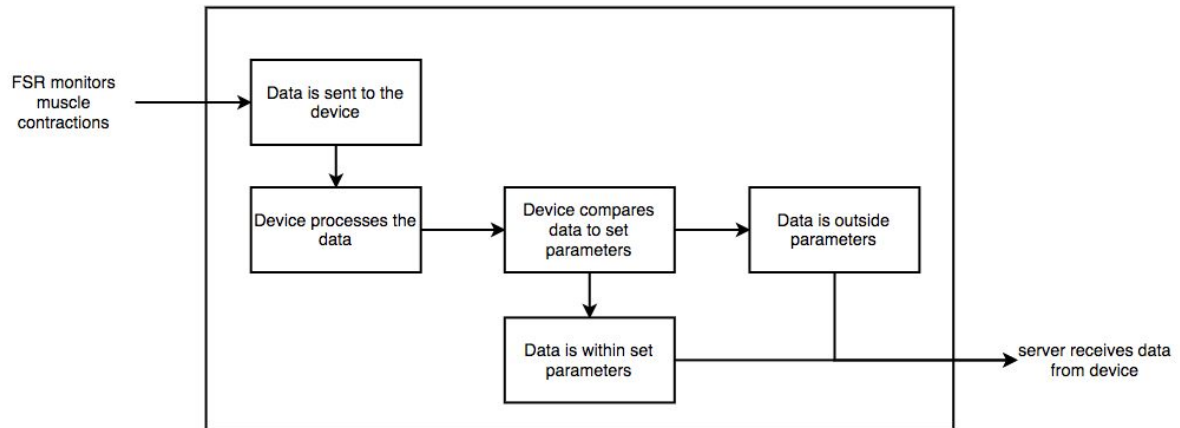 FSR monitors
muscle
contractions
Data is sent to the
device
Device processes the
data
Device compares
data to set
parameters
Data is outside
parameters
Data is within set
parameters
server receives data
from device